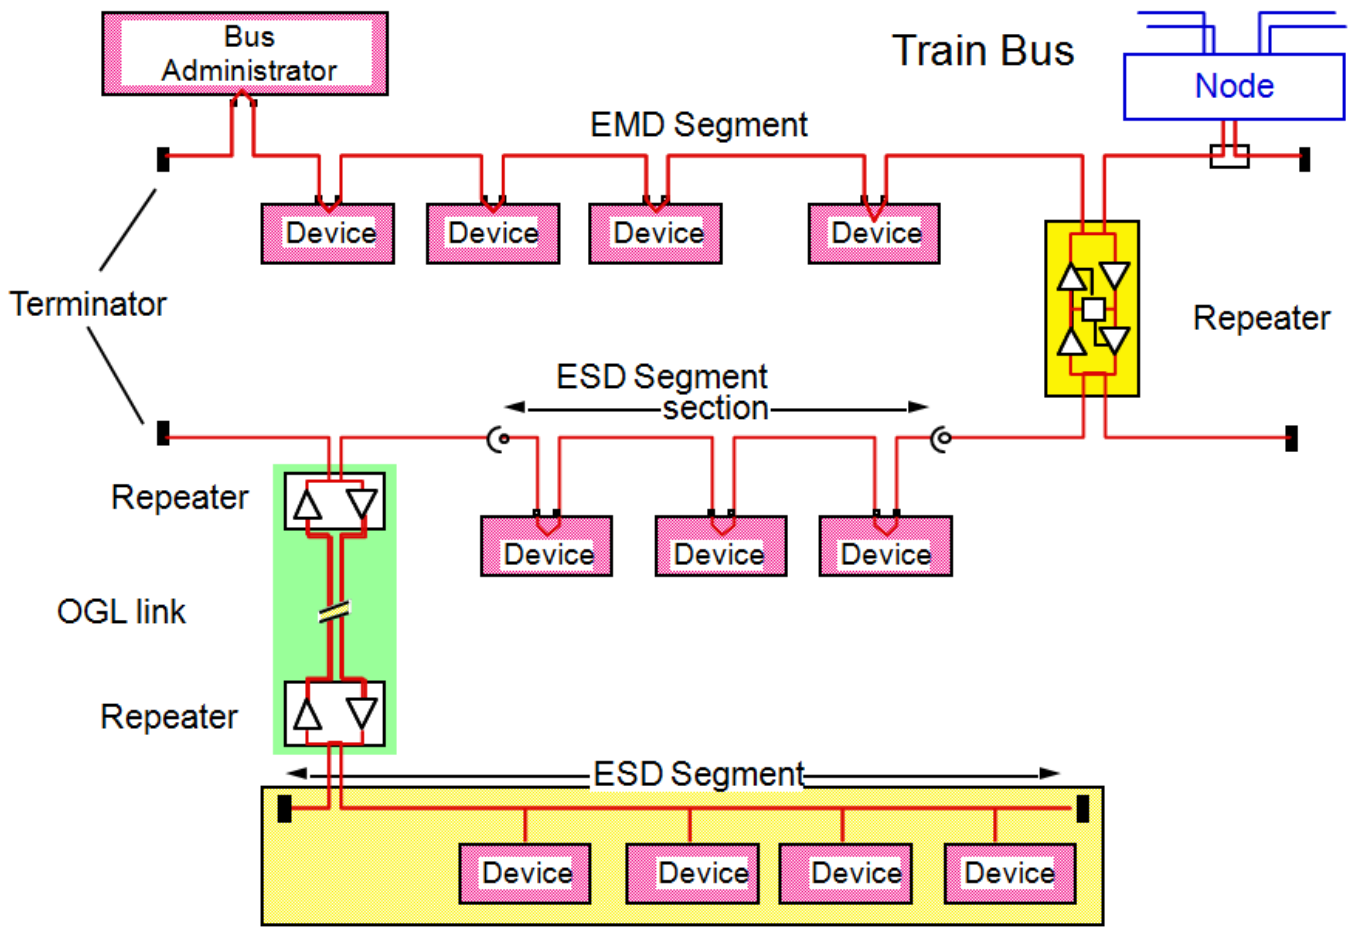 Bus
Administrator
Train Bus
Node
EMD Segment
Device
Device
Device
Device
Terminator
Repeater
ESD Segment
section
Repeater
Device
Device
Device
OGL link
Repeater
ESD Segment
Device
Device
Device
Device